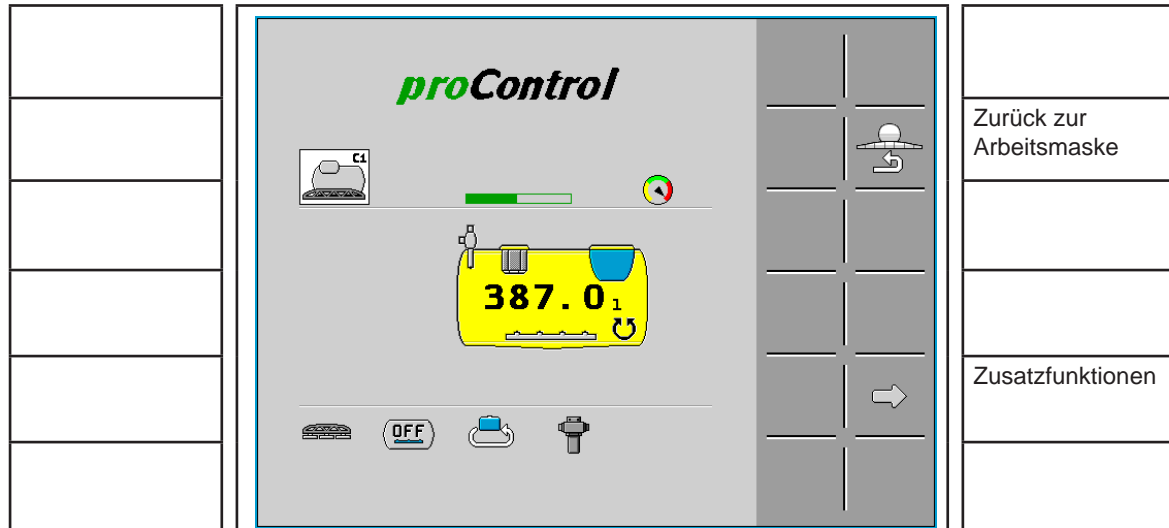 proControl
Zurück zur
Arbeitsmaske
C1
387.0 l
Zusatzfunktionen
OFF